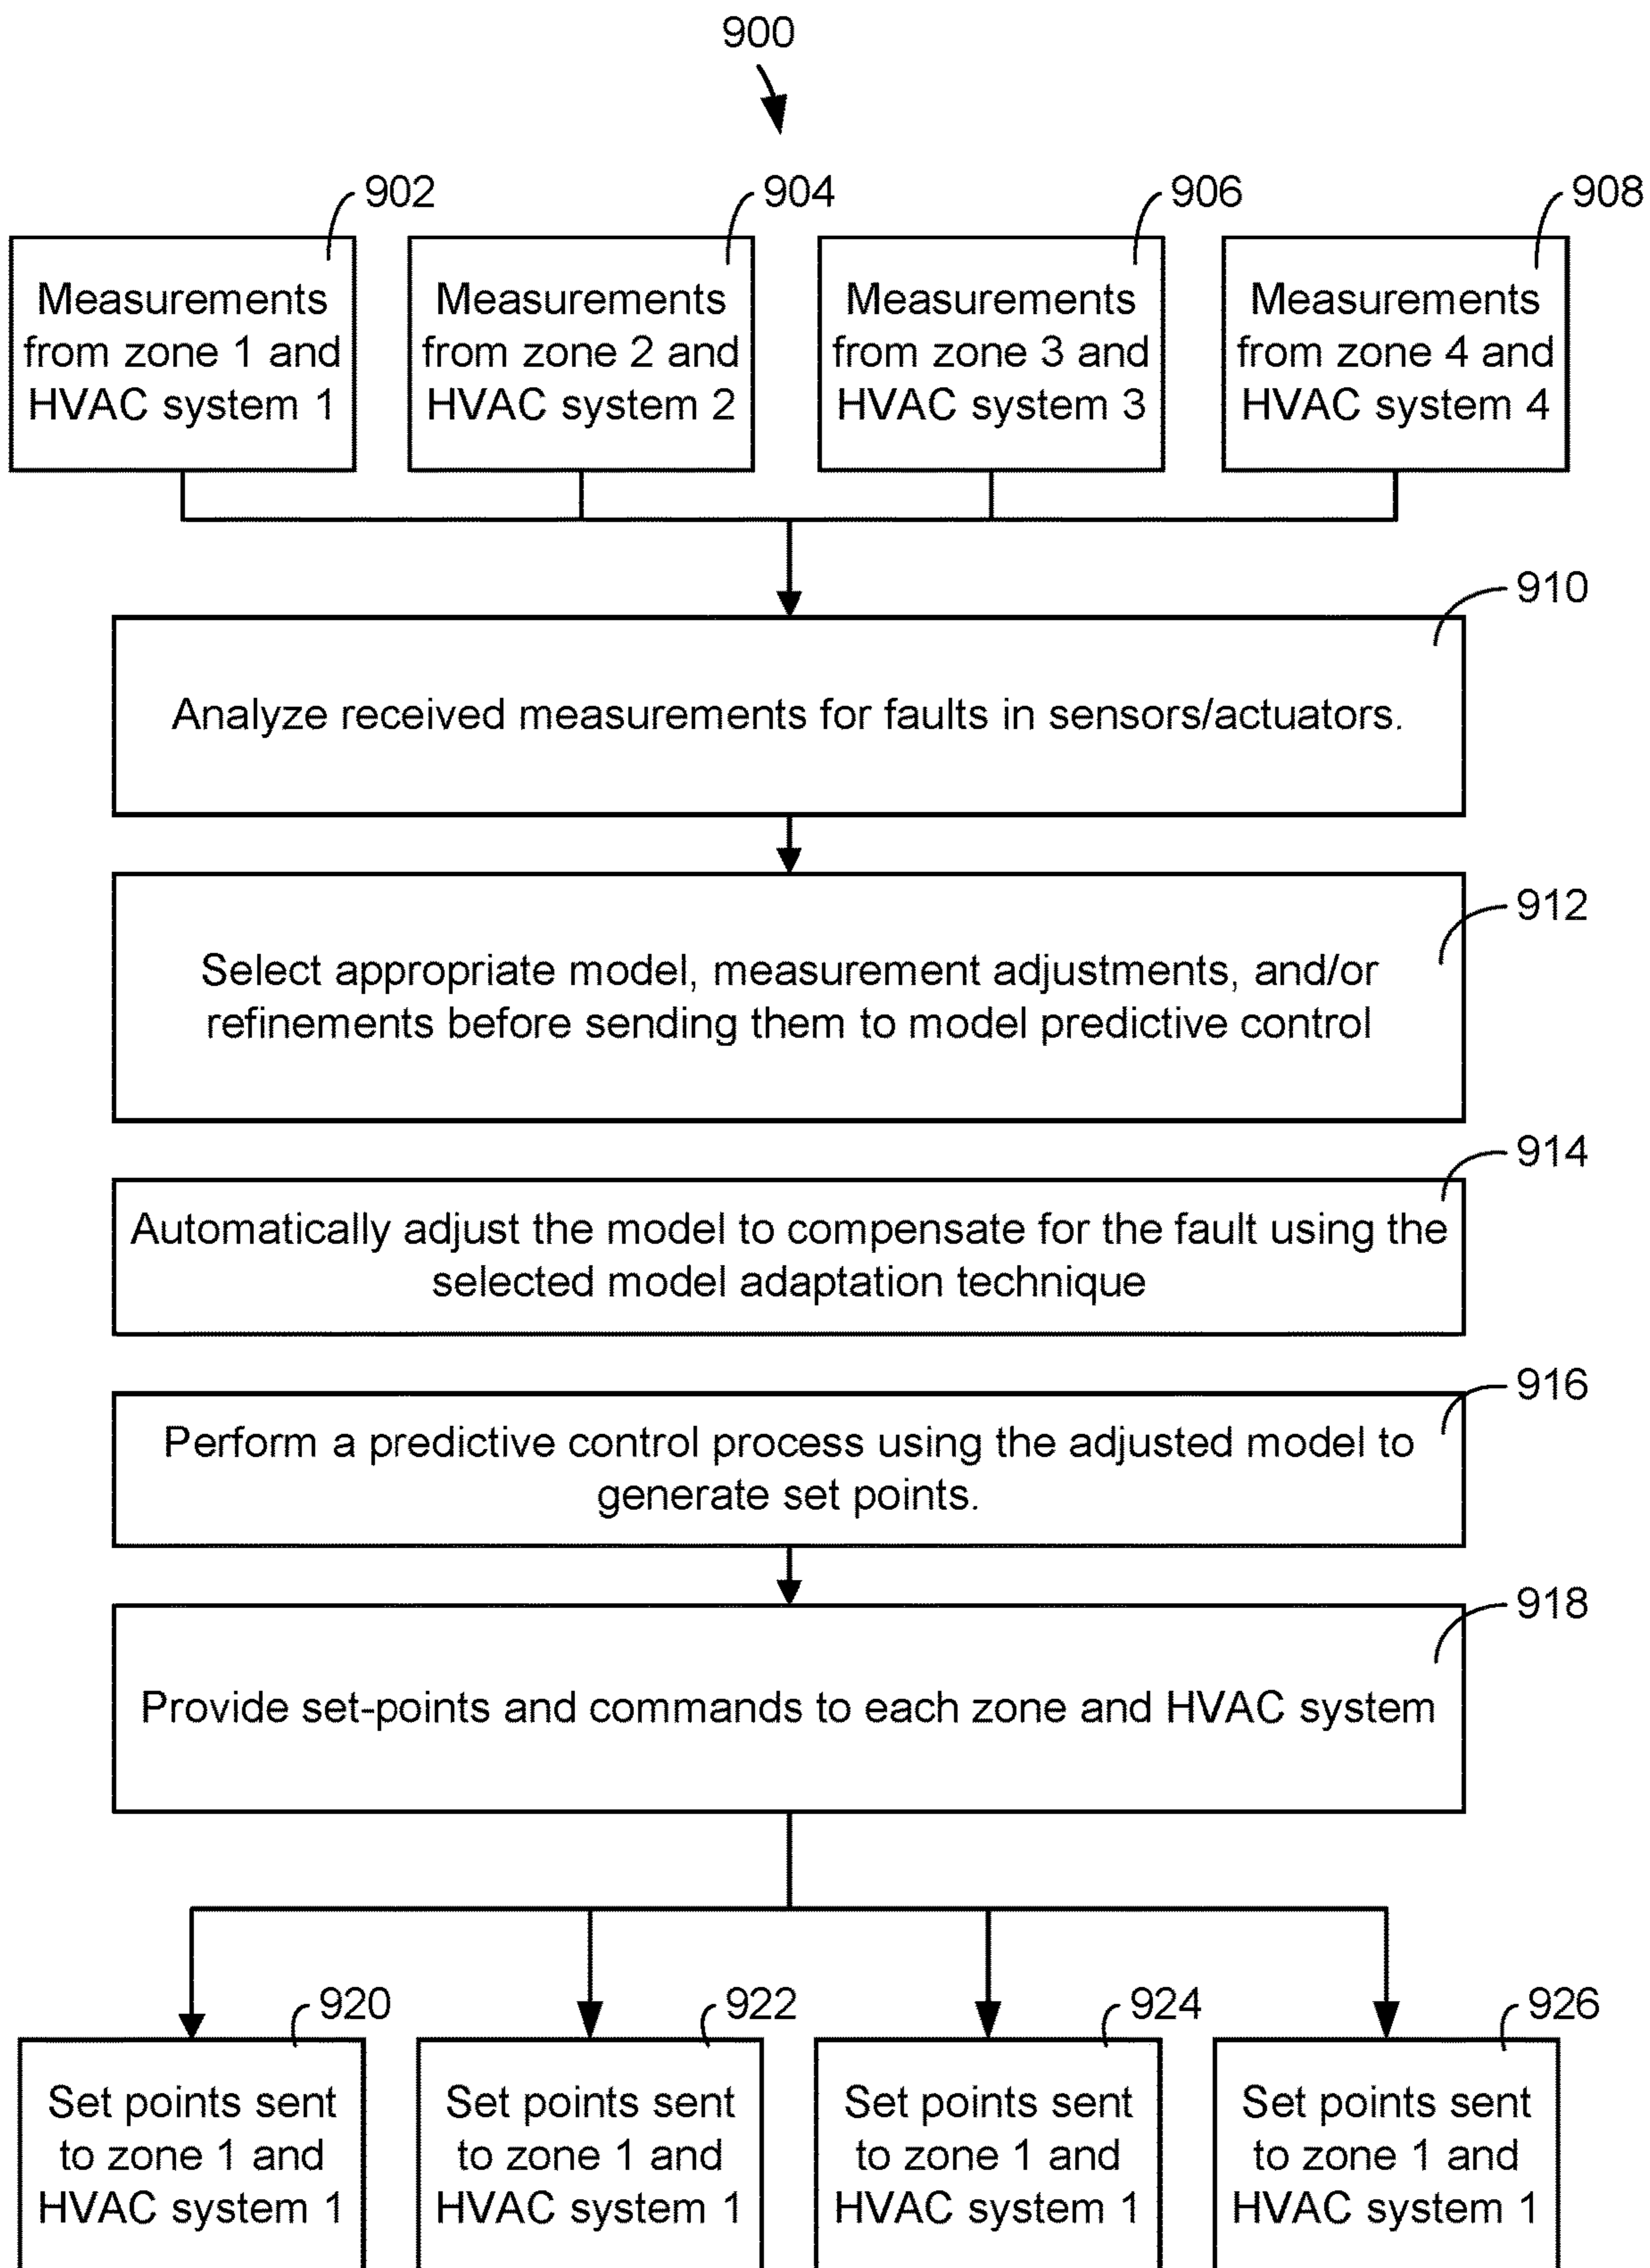 900
902
904
906
908
Measurements
from zone 1 and
HVAC system 1
Measurements
from zone 2 and
HVAC system 2
Measurements
from zone 3 and
HVAC system 3
Measurements
from zone 4 and
HVAC system 4
910
Analyze received measurements for faults in sensors/actuators.
912
Select appropriate model, measurement adjustments, and/or
refinements before sending them to model predictive control
914
Automatically adjust the model to compensate for the fault using the
selected model adaptation technique
916
Perform a predictive control process using the adjusted model to
generate set points.
918
Provide set-points and commands to each zone and HVAC system
920
922
924
926
Set points sent
to zone 1 and
HVAC system 1
Set points sent
to zone 1 and
HVAC system 1
Set points sent
to zone 1 and
HVAC system 1
Set points sent
to zone 1 and
HVAC system 1